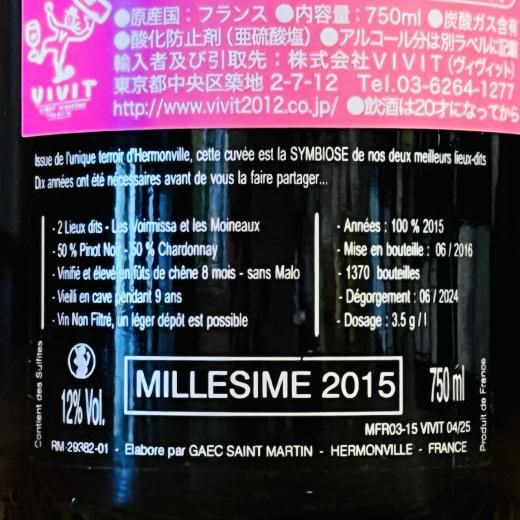 ●原産国：フランス ●内容量：750ml ●炭酸ガス含有
●酸化防止剤（亜硫酸塩）●アルコール分は別ラベルに記載
輸入者及び引取先：株式会社ＶＩＶＩＴ（ヴィヴィット）
東京都中央区築地 2-7-12 Tel.03-6264-1277
http://www.vivit2012.co.jp/ ●飲酒は20才になってから
VIVIT
Issue de l'unique terroir d'Hermonville, cette cuvée est la SYMBIOSE de nos deux meilleurs lieux-dits
Dix années ont été nécessaires avant de vous la faire partager...
- 2 Lieux dits - Les Voirnissa et les Moineaux
- 50 % Pinot Noir - 50 % Chardonnay
- Vinifié et élevé en fûts de chêne 8 mois - sans Malo
- Vieilli en cave pendant 9 ans
- Vin Non Filtré, un léger dépôt est possible
- Années : 100 % 2015
- Mise en bouteille : 06 / 2016
- 1370 bouteilles
- Dégorgement : 06 / 2024
- Dosage : 3.5 g / l
Contient des Sulfites
12% Vol.
MILLESIME 2015
750 ml
Produit de France
MFR03-15 VIVIT 04/25
RM-29382-01 - Elabore par GAEC SAINT MARTIN - HERMONVILLE - FRANCE